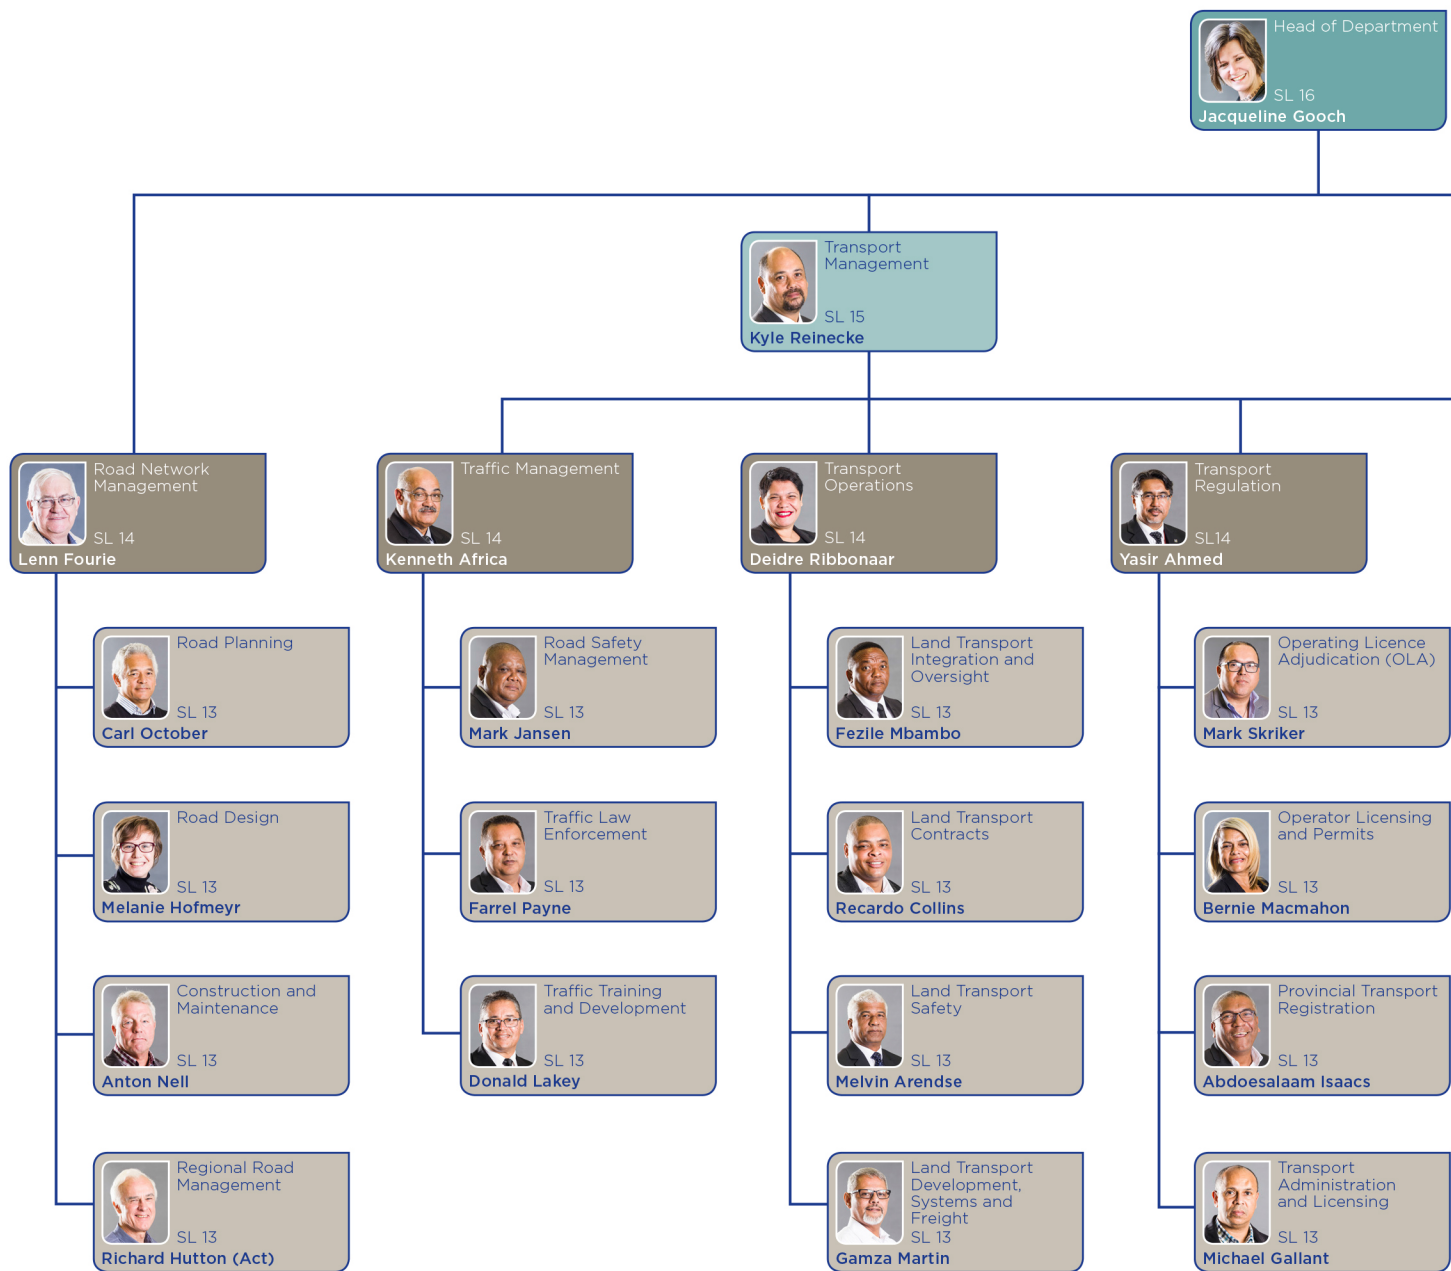 Head of Department
SL 16
Jacqueline Gooch
Transport
Management
SL 15
Kyle Reinecke
Road Network
Management
SL 14
Lenn Fourie
Traffic Management
SL 14
Kenneth Africa
Transport
Operations
SL 14
Deidre Ribbonaar
Transport
Regulation
SL14
Yasir Ahmed
Road Planning
SL 13
Carl October
Road Safety
Management
SL 13
Mark Jansen
Land Transport
Integration and
Oversight
SL 13
Fezile Mbambo
Operating Licence
Adjudication (OLA)
SL 13
Mark Skriker
Road Design
SL 13
Melanie Hofmeyr
Traffic Law
Enforcement
SL 13
Farrel Payne
Land Transport
Contracts
SL 13
Recardo Collins
Operator Licensing
and Permits
SL 13
Bernie Macmahon
Construction and
Maintenance
SL 13
Anton Nell
Traffic Training
and Development
SL 13
Donald Lakey
Land Transport
Safety
SL 13
Melvin Arendse
Provincial Transport
Registration
SL 13
Abdoesalaam Isaacs
Regional Road
Management
SL 13
Richard Hutton (Act)
Land Transport
Development,
Systems and
Freight
SL 13
Gamza Martin
Transport
Administration
and Licensing
SL 13
Michael Gallant